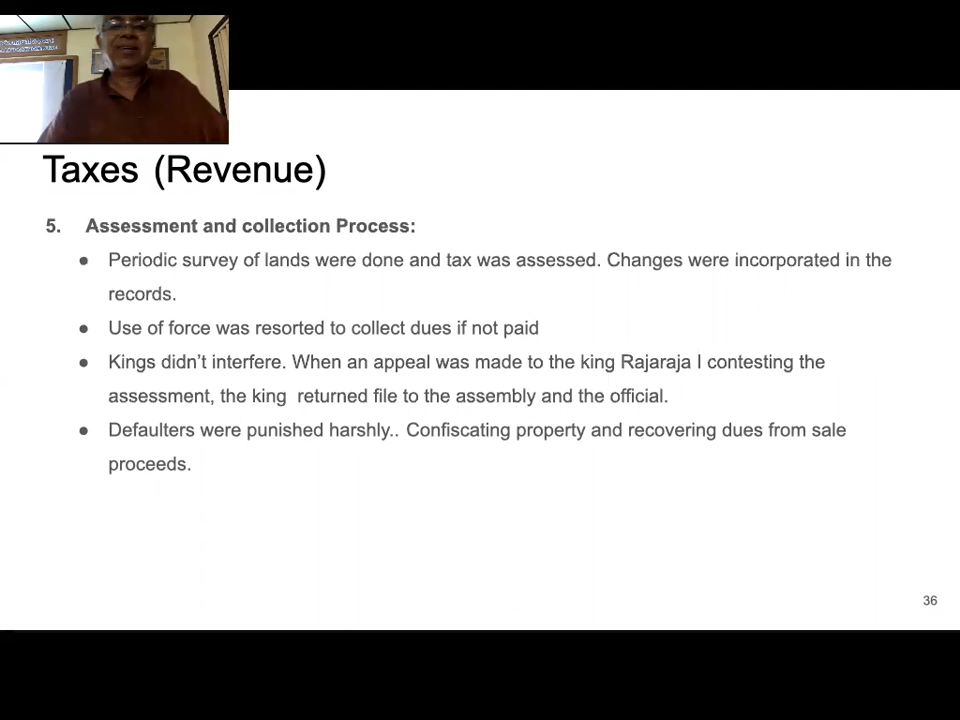 Taxes (Revenue)
5. Assessment and collection Process:
● Periodic survey of lands were done and tax was assessed. Changes were incorporated in the
records.
● Use of force was resorted to collect dues if not paid
● Kings didn’t interfere. When an appeal was made to the king Rajaraja I contesting the
assessment, the king  returned file to the assembly and the official.
● Defaulters were punished harshly.. Confiscating property and recovering dues from sale
proceeds.
36